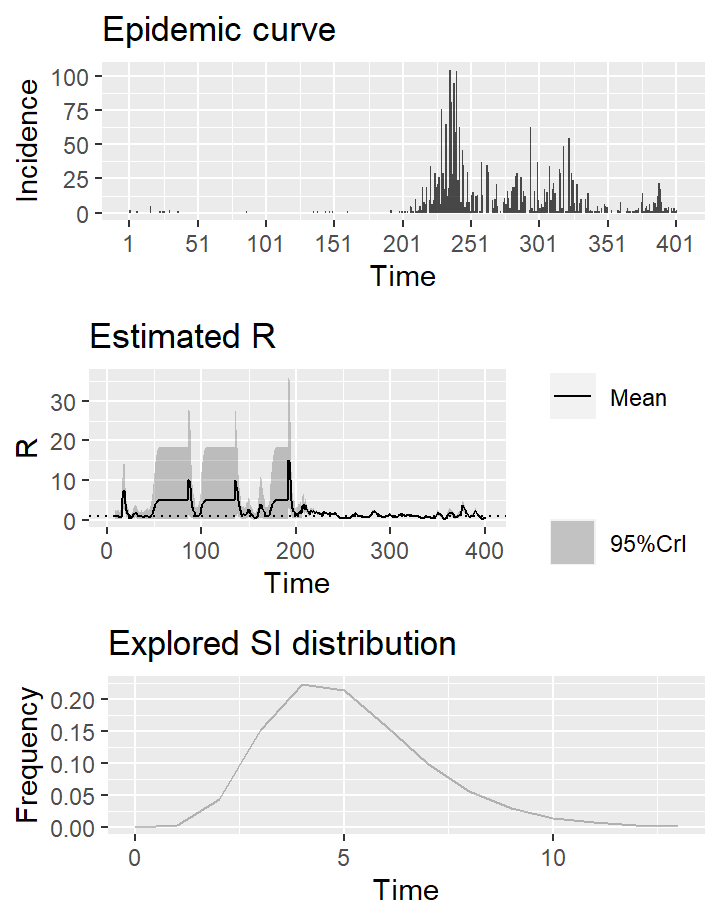 Epidemic curve
Incidence
100
75
50
25
0
1 51 101 151 201 251 301 351 401
Time
Estimated R
R
30
20
10
0
0 100 200 300 400
Time
Mean
95%CrI
Explored SI distribution
Frequency
0.20
0.15
0.10
0.05
0.00
0 5 10
Time